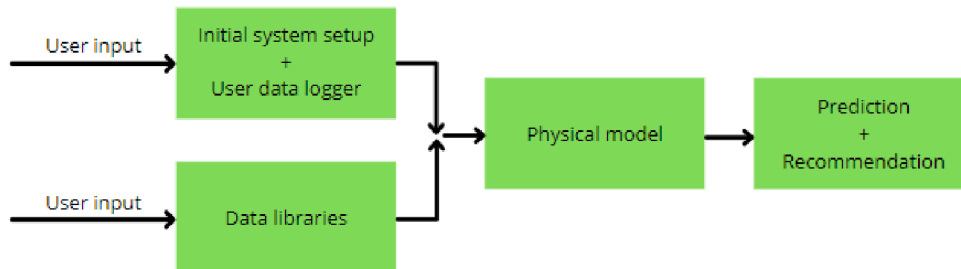 User input
Initial system setup
+
User data logger
User input
Data libraries
Physical model
Prediction
+
Recommendation